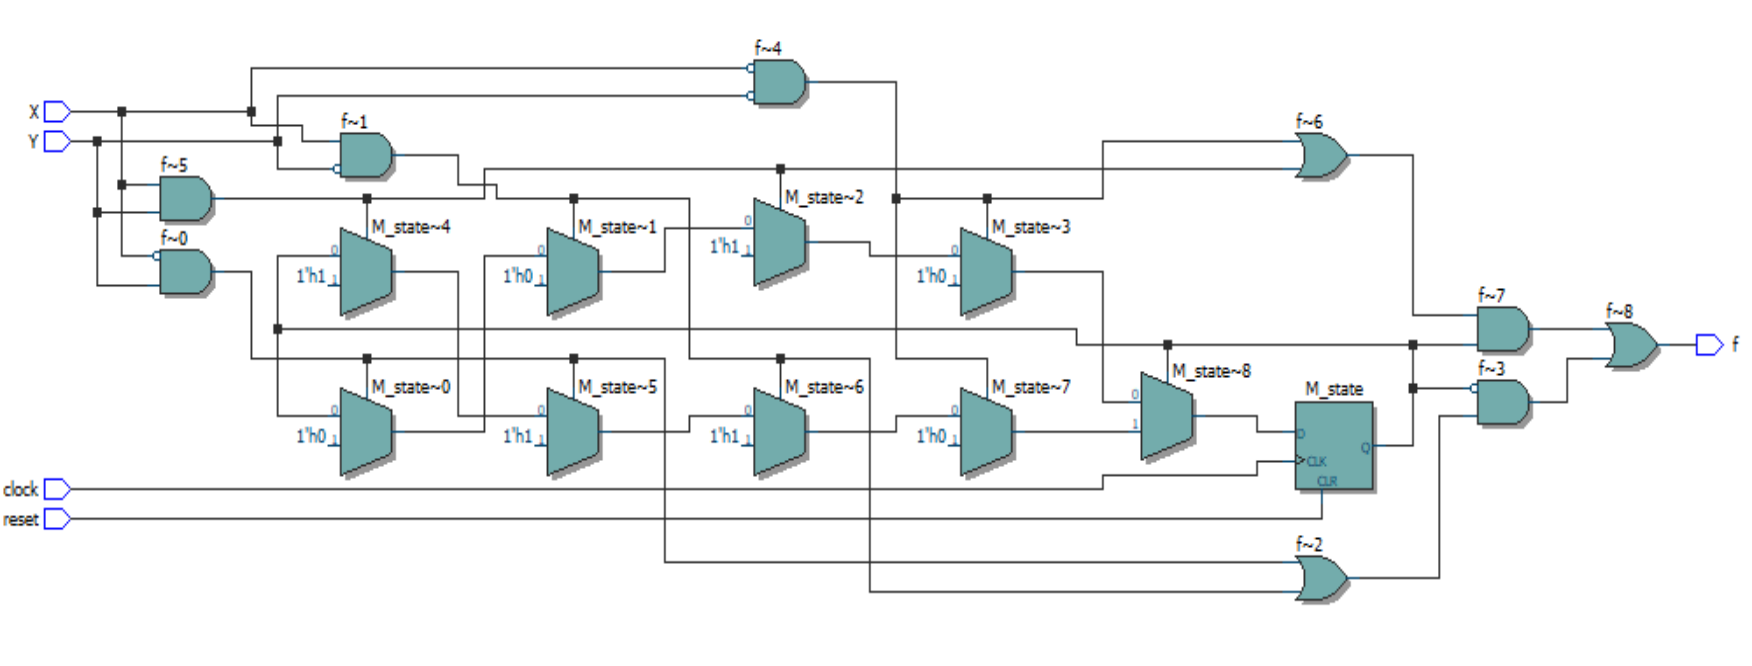 f~4
X
f~1
f~6
Y
f~5
M_state~2
0
1'h1 1
M_state~4
0
1'h1 1
M_state~1
0
1'h0 1
M_state~3
0
1'h0 1
f~0
f~7
f~8
f
M_state~0
0
1'h0 1
M_state~5
0
1'h1 1
M_state~6
0
1'h1 1
M_state~7
0
1'h0 1
M_state~8
0
1
M_state
D
Q
CLK
CLR
f~3
clock
reset
f~2